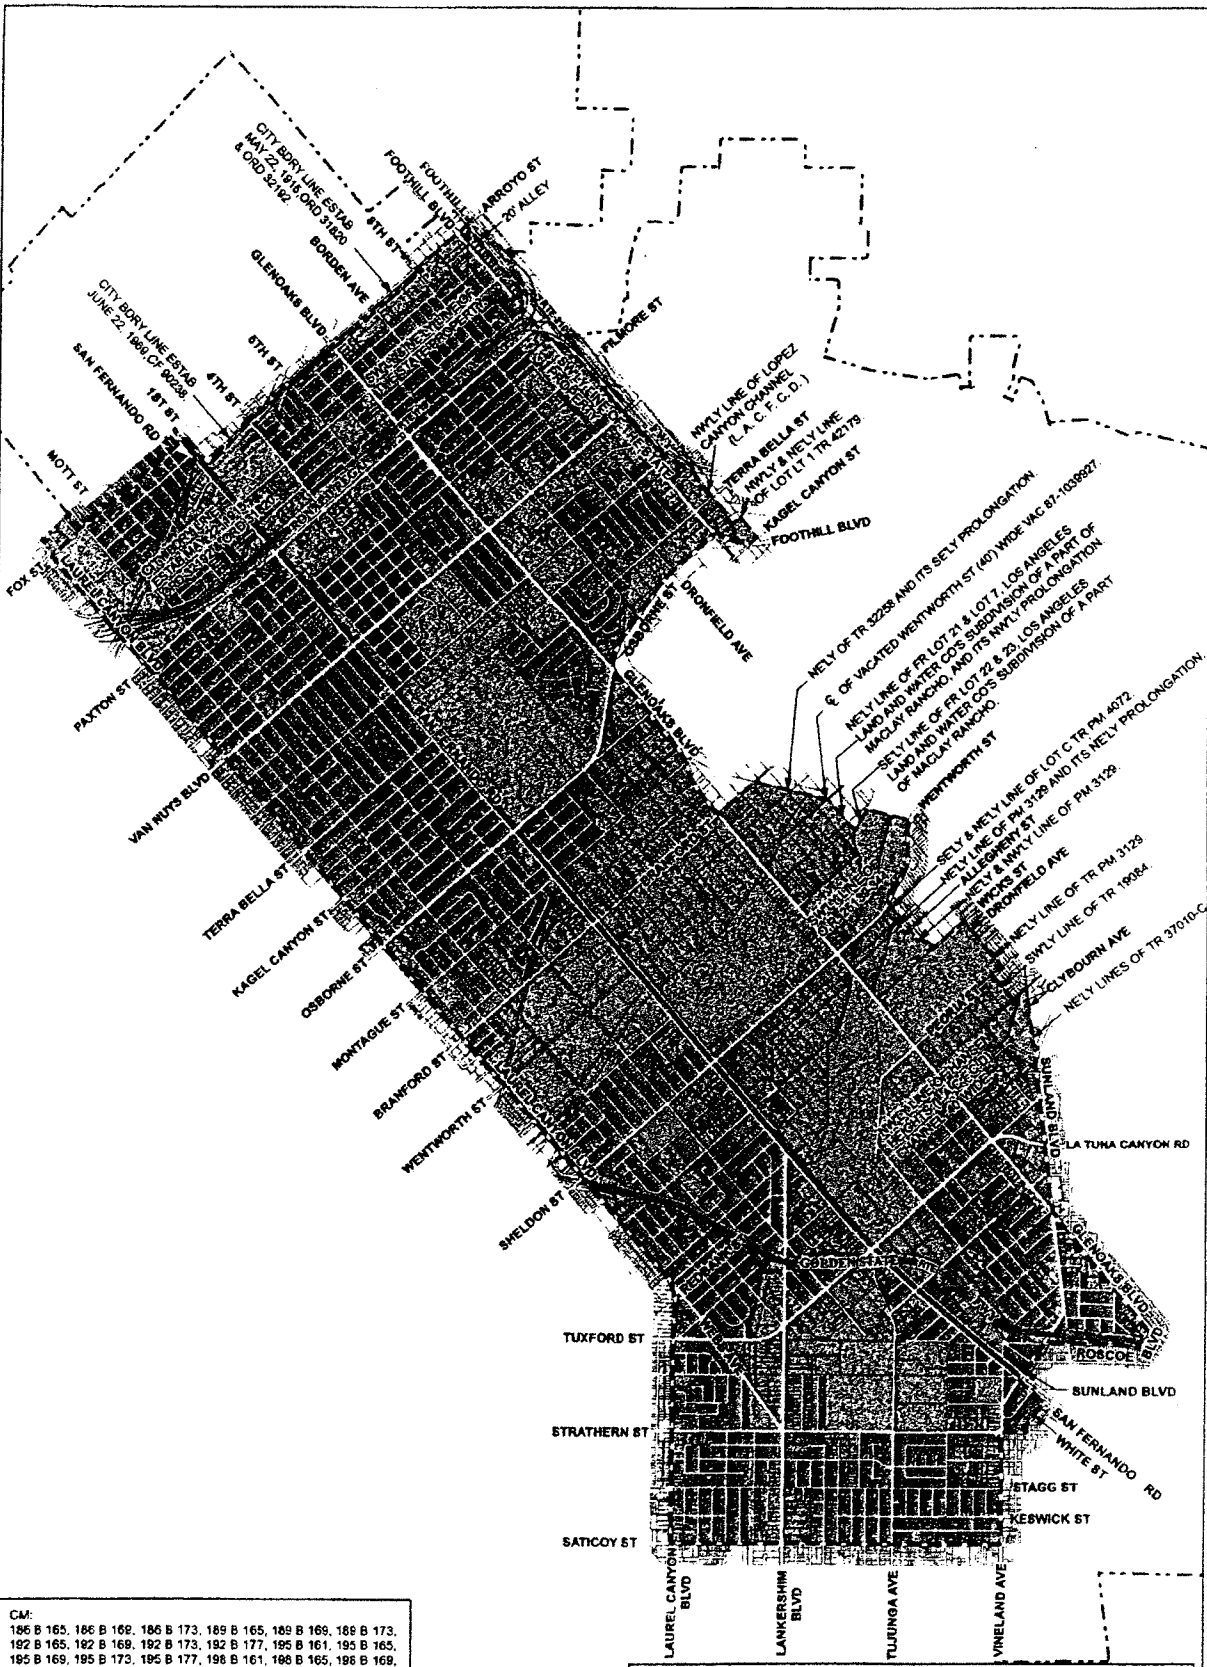 CITY BDRY LINE ESTAB
MAY 22, 1915, ORD 31820
& ORD 32192.
FOOTHILL BLVD
FOOTHILL
ARROYO ST
20' ALLEY
8TH ST
BORDEN AVE
GLENOAKS BLVD
5TH ST
4TH ST
CITY BDRY LINE ESTAB
JUNE 22, 1969, CF 90238.
1ST ST
SAN FERNANDO RD
MOTT ST
FOX ST
LAUREL CANYON BLVD
FILMORE ST
NW'LY LINE OF LOPEZ
CANYON CHANNEL
(L. A. C. F. C. D. )
TERRA BELLA ST
NW'LY & NE'LY LINE
OF LOT LT 1 TR 42179.
KAGEL CANYON ST
FOOTHILL BLVD
DRONFIELD AVE
OSBORNE ST
GLENOAKS BLVD
PAXTON ST
VAN NUYS BLVD
TERRA BELLA ST
KAGEL CANYON ST
OSBORNE ST
MONTAGUE ST
BRANFORD ST
WENTWORTH ST
SHELDON ST
NE'LY OF TR 32258 AND ITS SE'LY PROLONGATION.
℄ OF VACATED WENTWORTH ST (40') WIDE VAC 87-1039927.
NE'LY LINE OF FR LOT 21 & LOT 7, LOS ANGELES
LAND AND WATER CO'S SUBDIVISION OF A PART OF
MACLAY RANCHO, AND ITS NW'LY PROLONGATION.
SE'LY LINE OF FR LOT 22 & 23, LOS ANGELES
LAND AND WATER CO'S SUBDIVISION OF A PART
OF MACLAY RANCHO.
WENTWORTH ST
SE'LY & NE'LY LINE OF LOT C TR PM 4072.
NE'LY LINE OF PM 3129 AND ITS NE'LY PROLONGATION.
ALLEGHENY ST
NE'LY & NW'LY LINE OF PM 3129.
WICKS ST
DRONFIELD AVE
NE'LY LINE OF TR PM 3129
SW'LY LINE OF TR 19084.
CLYBOURN AVE
NE'LY LINES OF TR 37010-C
SUNLAND BLVD
LA TUNA CANYON RD
GLENOAKS BLVD
GOLDEN STATE
TUXFORD ST
ROSCOE BLVD
SUNLAND BLVD
STRATHERN ST
SAN FERNANDO RD
WHITE ST
STAGG ST
KESWICK ST
SATICOY ST
LAUREL CANYON
BLVD
LANKERSHIM
BLVD
TUJUNGA AVE
VINELAND AVE
CM:
186 B 165, 186 B 169, 186 B 173, 189 B 165, 189 B 169, 189 B 173,
192 B 165, 192 B 169, 192 B 173, 192 B 177, 195 B 161, 195 B 165,
195 B 169, 195 B 173, 195 B 177, 198 B 161, 198 B 165, 198 B 169,